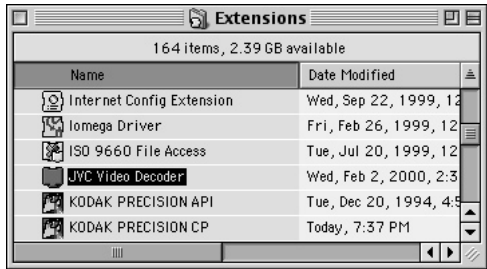 Extensions
164 items, 2.39 GB available
Name Date Modified
Internet Config Extension Wed, Sep 22, 1999, 12
Iomega Driver Fri, Feb 26, 1999, 12
ISO 9660 File Access Tue, Jul 20, 1999, 12
JVC Video Decoder Wed, Feb 2, 2000, 2:3
KODAK PRECISION API Tue, Dec 20, 1994, 4:5
KODAK PRECISION CP Today, 7:37 PM